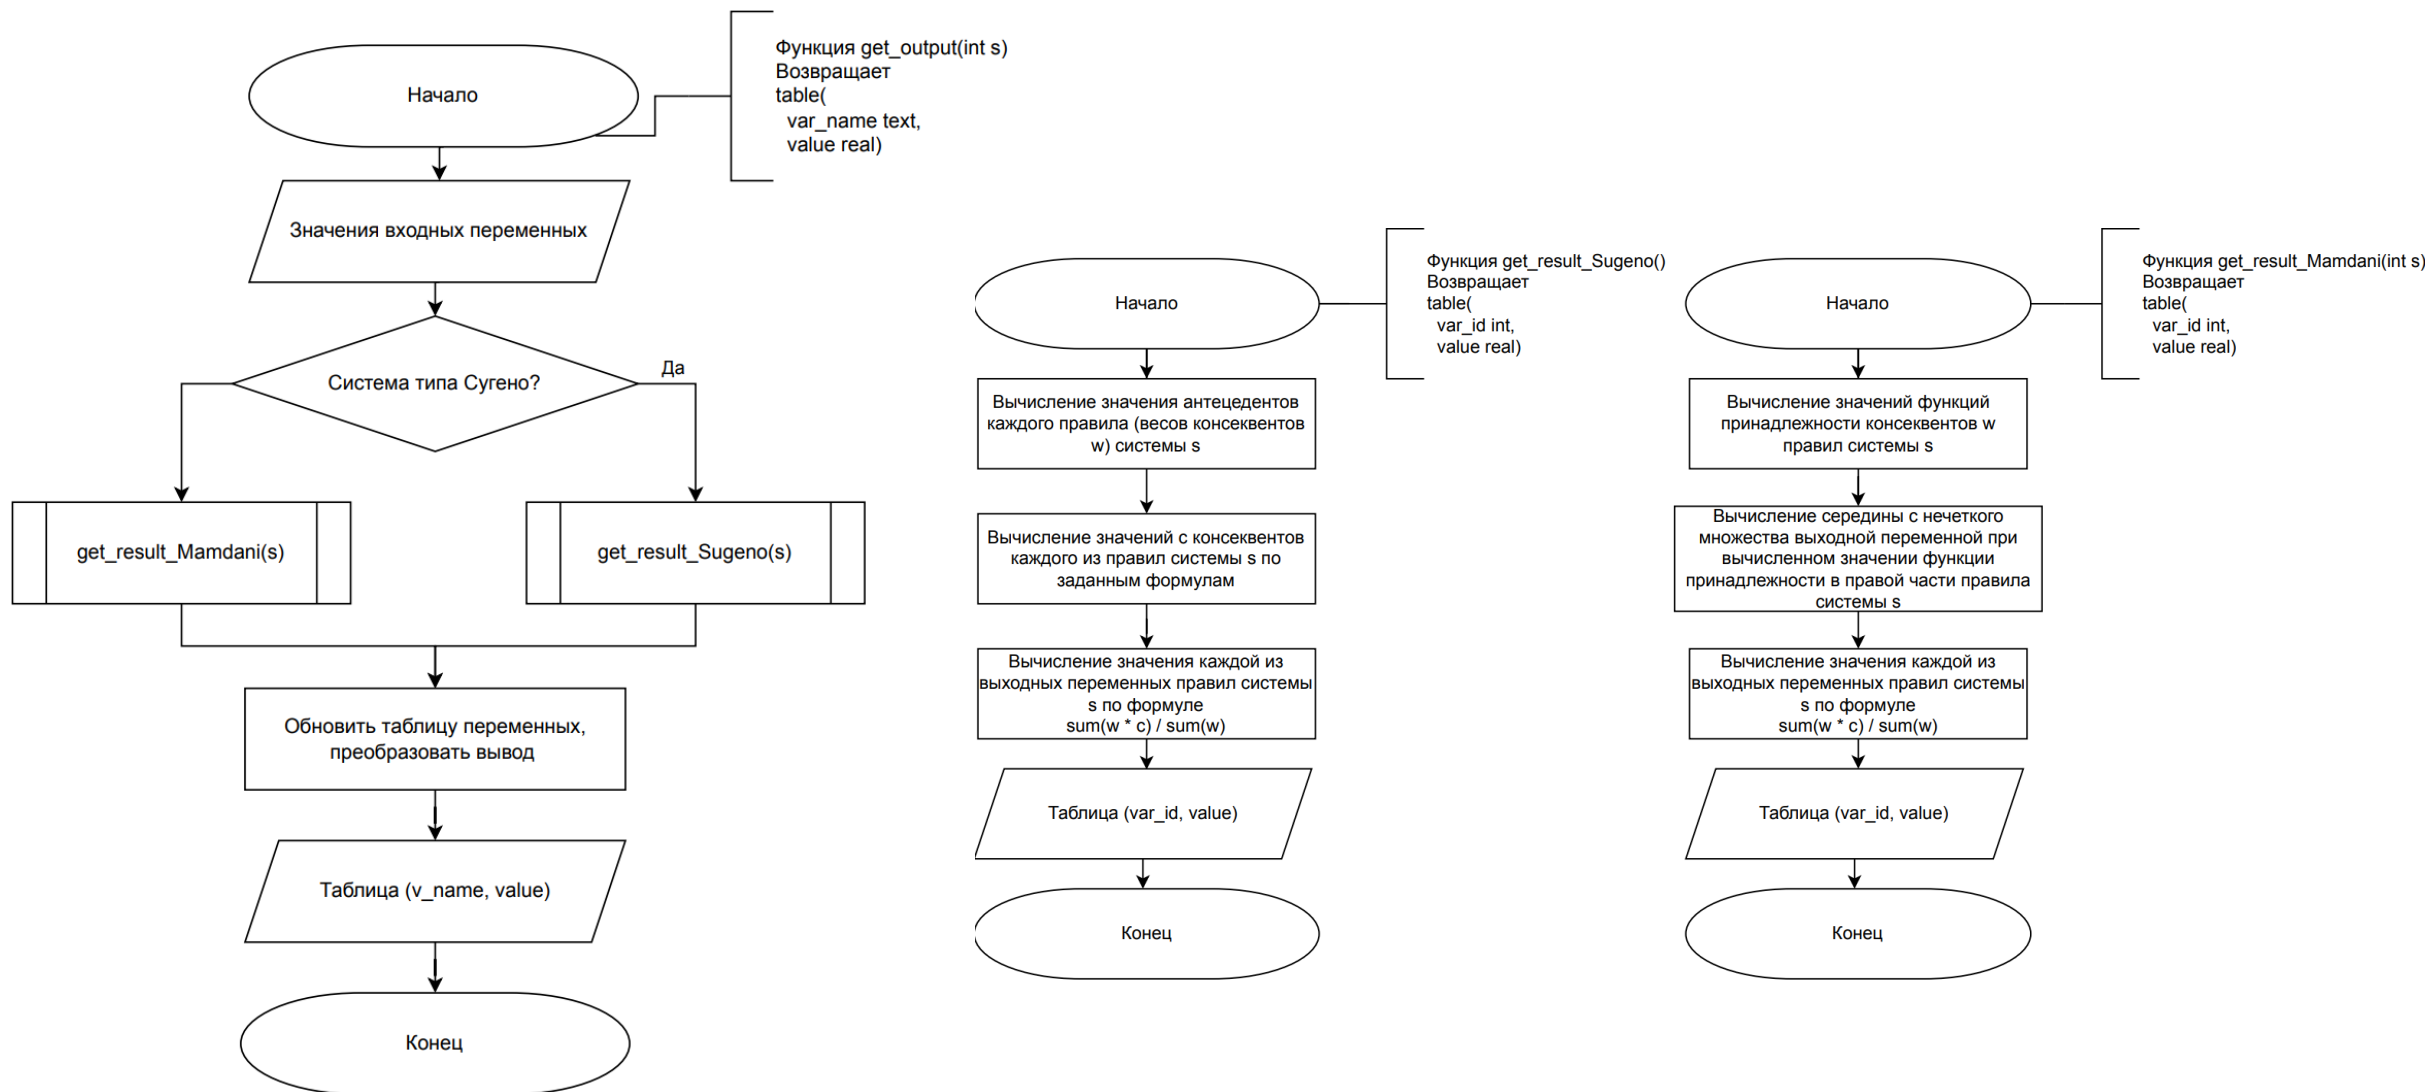 Начало
Функция get_output(int s)
Возвращает
table(
var_name text,
value real)
Значения входных переменных
Система типа Сугено?
Да
get_result_Mamdani(s)
get_result_Sugeno(s)
Обновить таблицу переменных,
преобразовать вывод
Таблица (v_name, value)
Конец
Начало
Функция get_result_Sugeno()
Возвращает
table(
var_id int,
value real)
Вычисление значения антецедентов
каждого правила (весов консеквентов
w) системы s
Вычисление значений с консеквентов
каждого из правил системы s по
заданным формулам
Вычисление значения каждой из
выходных переменных правил системы
s по формуле
sum(w * c) / sum(w)
Таблица (var_id, value)
Конец
Начало
Функция get_result_Mamdani(int s)
Возвращает
table(
var_id int,
value real)
Вычисление значений функций
принадлежности консеквентов w
правил системы s
Вычисление середины с нечеткого
множества выходной переменной при
вычисленном значении функции
принадлежности в правой части правила
системы s
Вычисление значения каждой из
выходных переменных правил системы
s по формуле
sum(w * c) / sum(w)
Таблица (var_id, value)
Конец